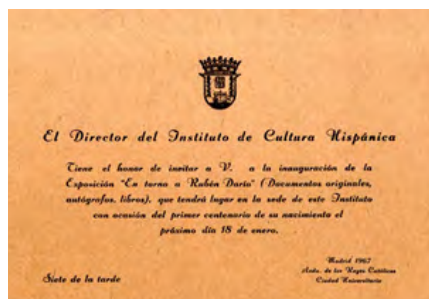 El Director del Instituto de Cultura Hispánica
Tiene el honor de invitar a V. a la inauguración de la
Exposición "En torno a Rubén Darío" (Documentos originales,
autógrafos, libros), que tendrá lugar en la sede de este Instituto
con ocasión del primer centenario de su nacimiento el
próximo día 18 de enero.
Siete de la tarde
Madrid 1967
Avda. de los Reyes Católicos
Ciudad Universitaria